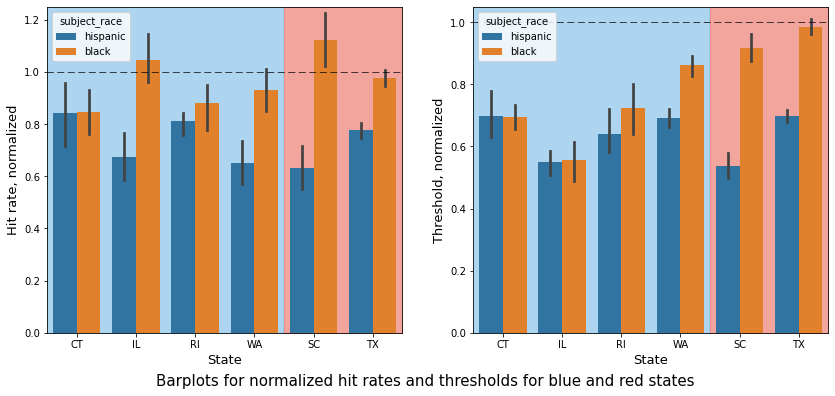 subject_race
hispanic
black
Hit rate, normalized
1.2
1.0
0.8
0.6
0.4
0.2
0.0
CT IL RI WA SC TX
State
subject_race
hispanic
black
Threshold, normalized
1.0
0.8
0.6
0.4
0.2
0.0
CT IL RI WA SC TX
State
Barplots for normalized hit rates and thresholds for blue and red states